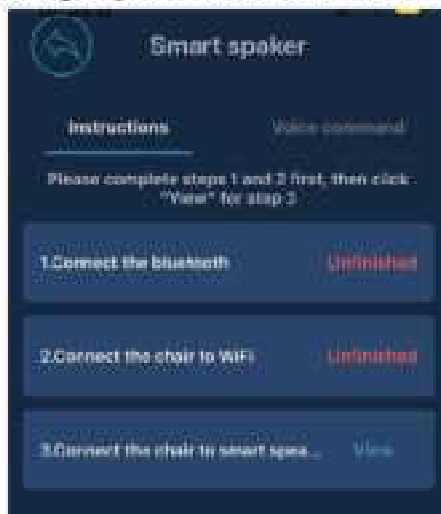 Smart spoker
Instructions
Voice command
Please complete steps 1 and 2 first, then click
"View" for step 3
1.Connect the bluetooth
Unfinished
2.Connect the chair to WiFi
Unfinished
3.Connect the chair to smart spea...
View